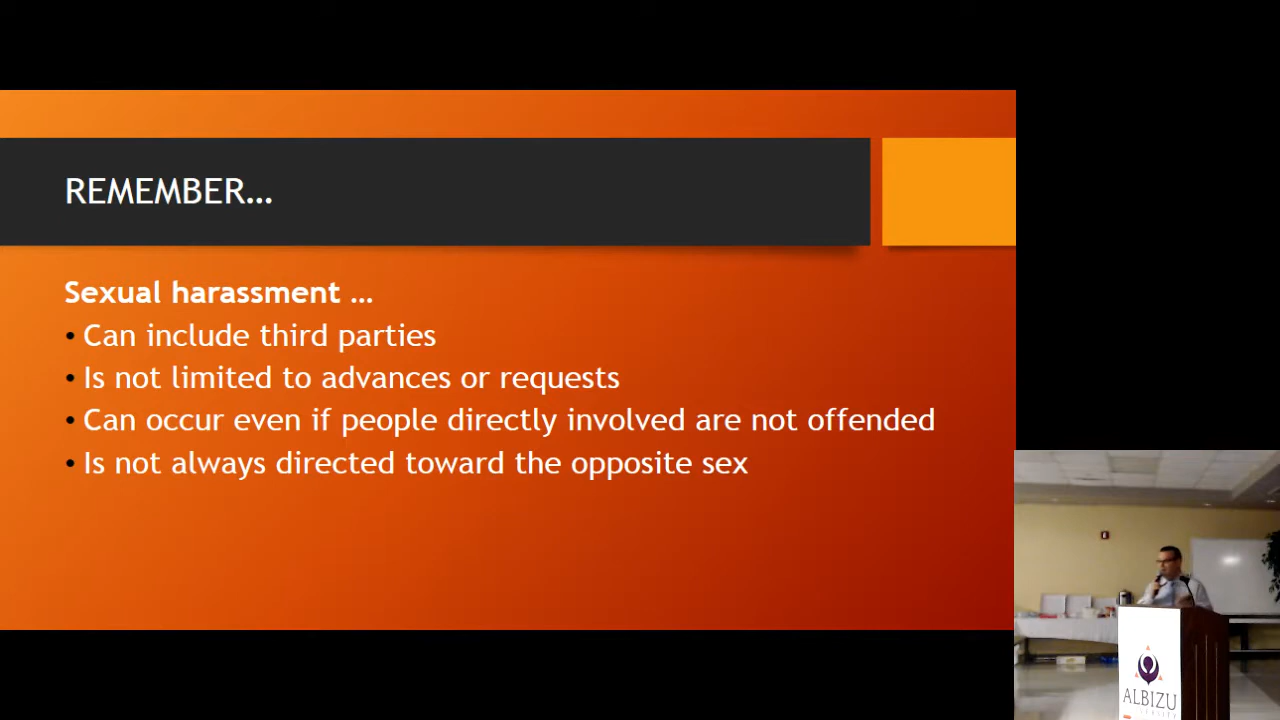 REMEMBER...
Sexual harassment ...
• Can include third parties
• Is not limited to advances or requests
• Can occur even if people directly involved are not offended
• Is not always directed toward the opposite sex
ALBIZU